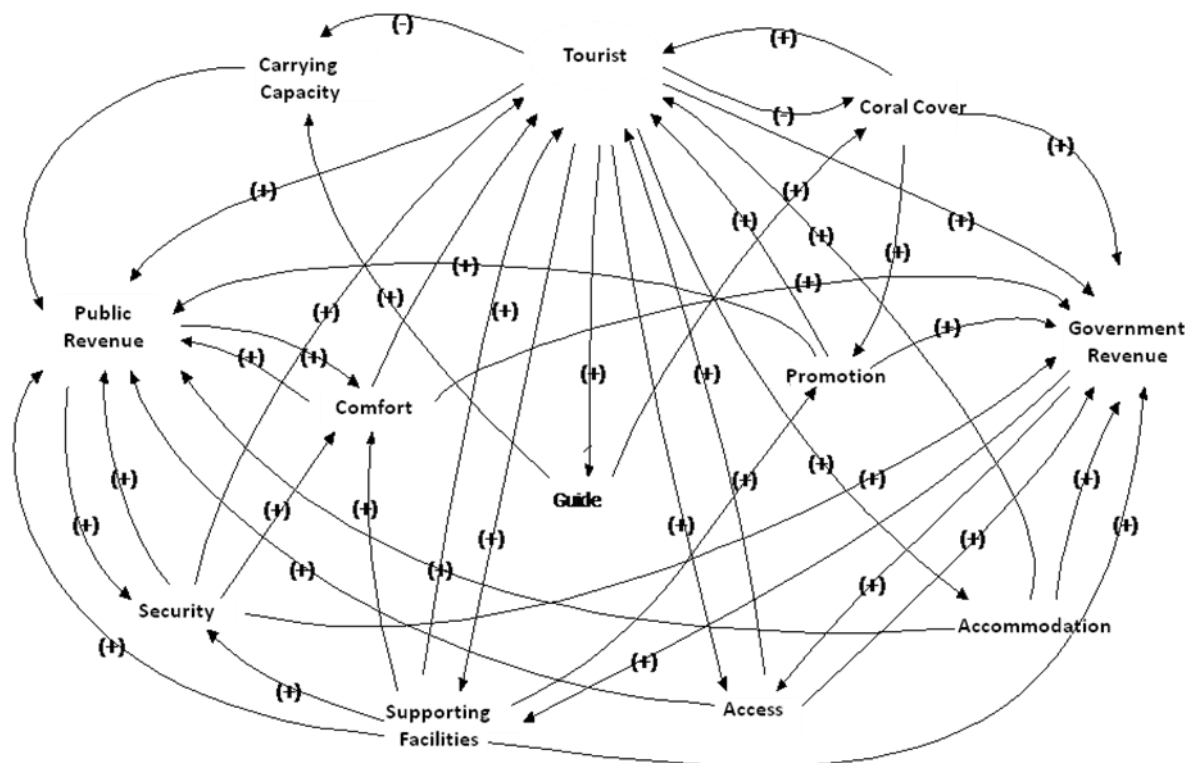 (-)
(+)
Tourist
Carrying
Capacity
Coral Cover
(-)
(+)
(+)
(+)
(+)
(+)
(+)
(+)
(+)
(+)
(+)
(+)
(+)
Public
Revenue
(+)
Government
Revenue
(+)
(+)
(+)
(+)
Promotion
Comfort
(+)
(+)
(+)
(+)
(+)
Guide
(+)
(+)
(+)
(+)
(+)
(+)
(+)
(+)
(+)
(+)
Security
Accommodation
(+)
(+)
(+)
Supporting
Facilities
Access